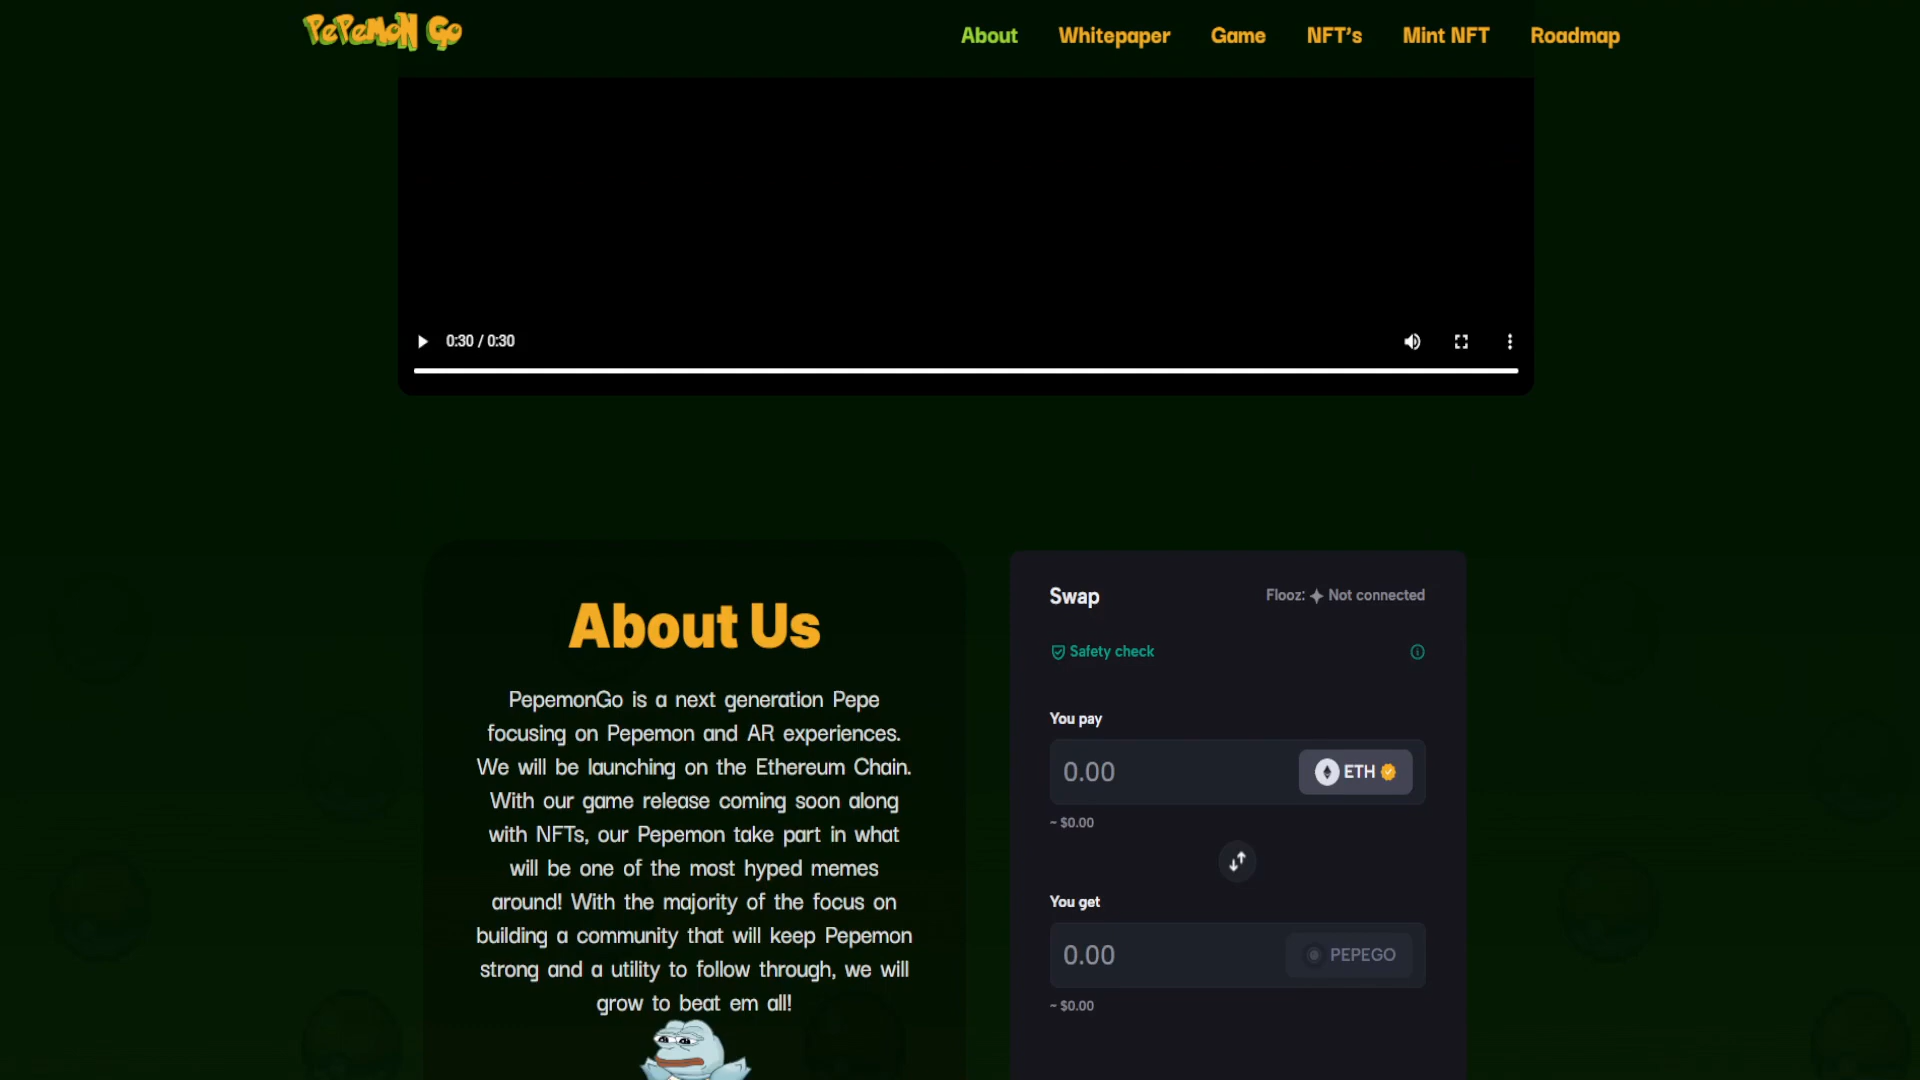 PePeMoN Go
About Whitepaper Game NFT's Mint NFT Roadmap
0:30 / 0:30
About Us
PepemonGo is a next generation Pepe
focusing on Pepemon and AR experiences.
We will be launching on the Ethereum Chain.
With our game release coming soon along
with NFTs, our Pepemon take part in what
will be one of the most hyped memes
around! With the majority of the focus on
building a community that will keep Pepemon
strong and a utility to follow through, we will
grow to beat em all!
Swap Flooz: Not connected
Safety check
You pay
0.00 ETH
~ $0.00
You get
0.00 PEPEGO
~ $0.00